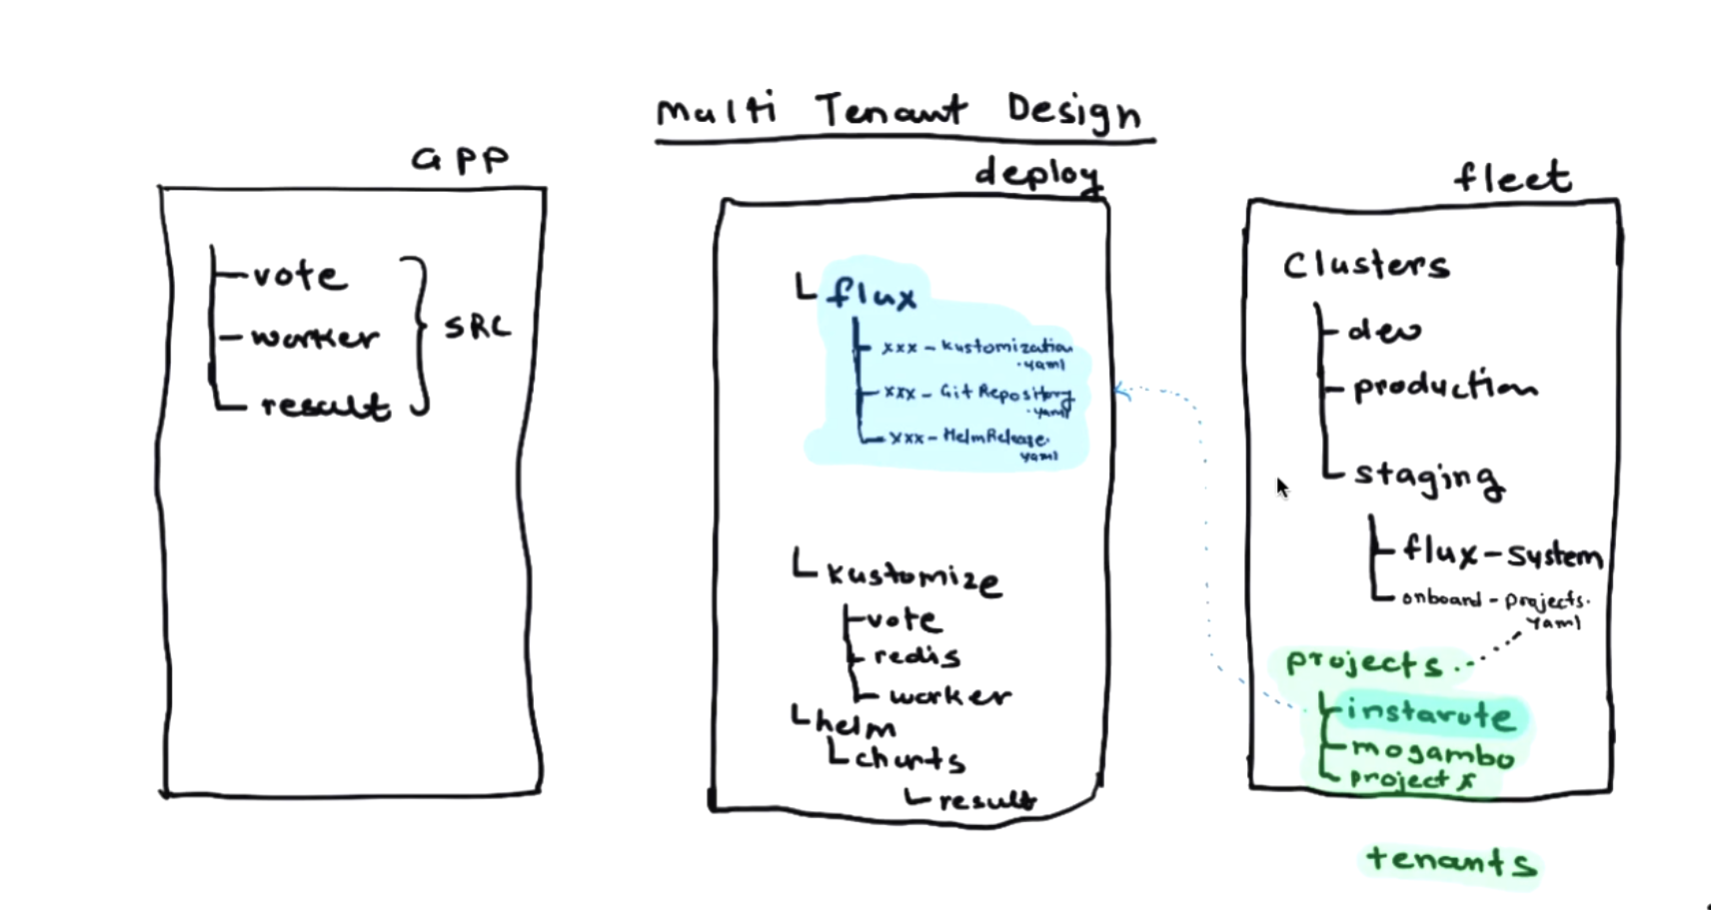 Multi Tenant Design
app
vote
worker
result
SRC
deploy
flux
xxx - Kustomization
.yaml
xxx - Git Repository
.yaml
xxx - HelmRelease.
yaml
Kustomize
vote
redis
worker
helm
charts
result
fleet
Clusters
dev
production
staging
flux-system
onboard - projects.
yaml
projects
instavote
mogambo
project x
tenants